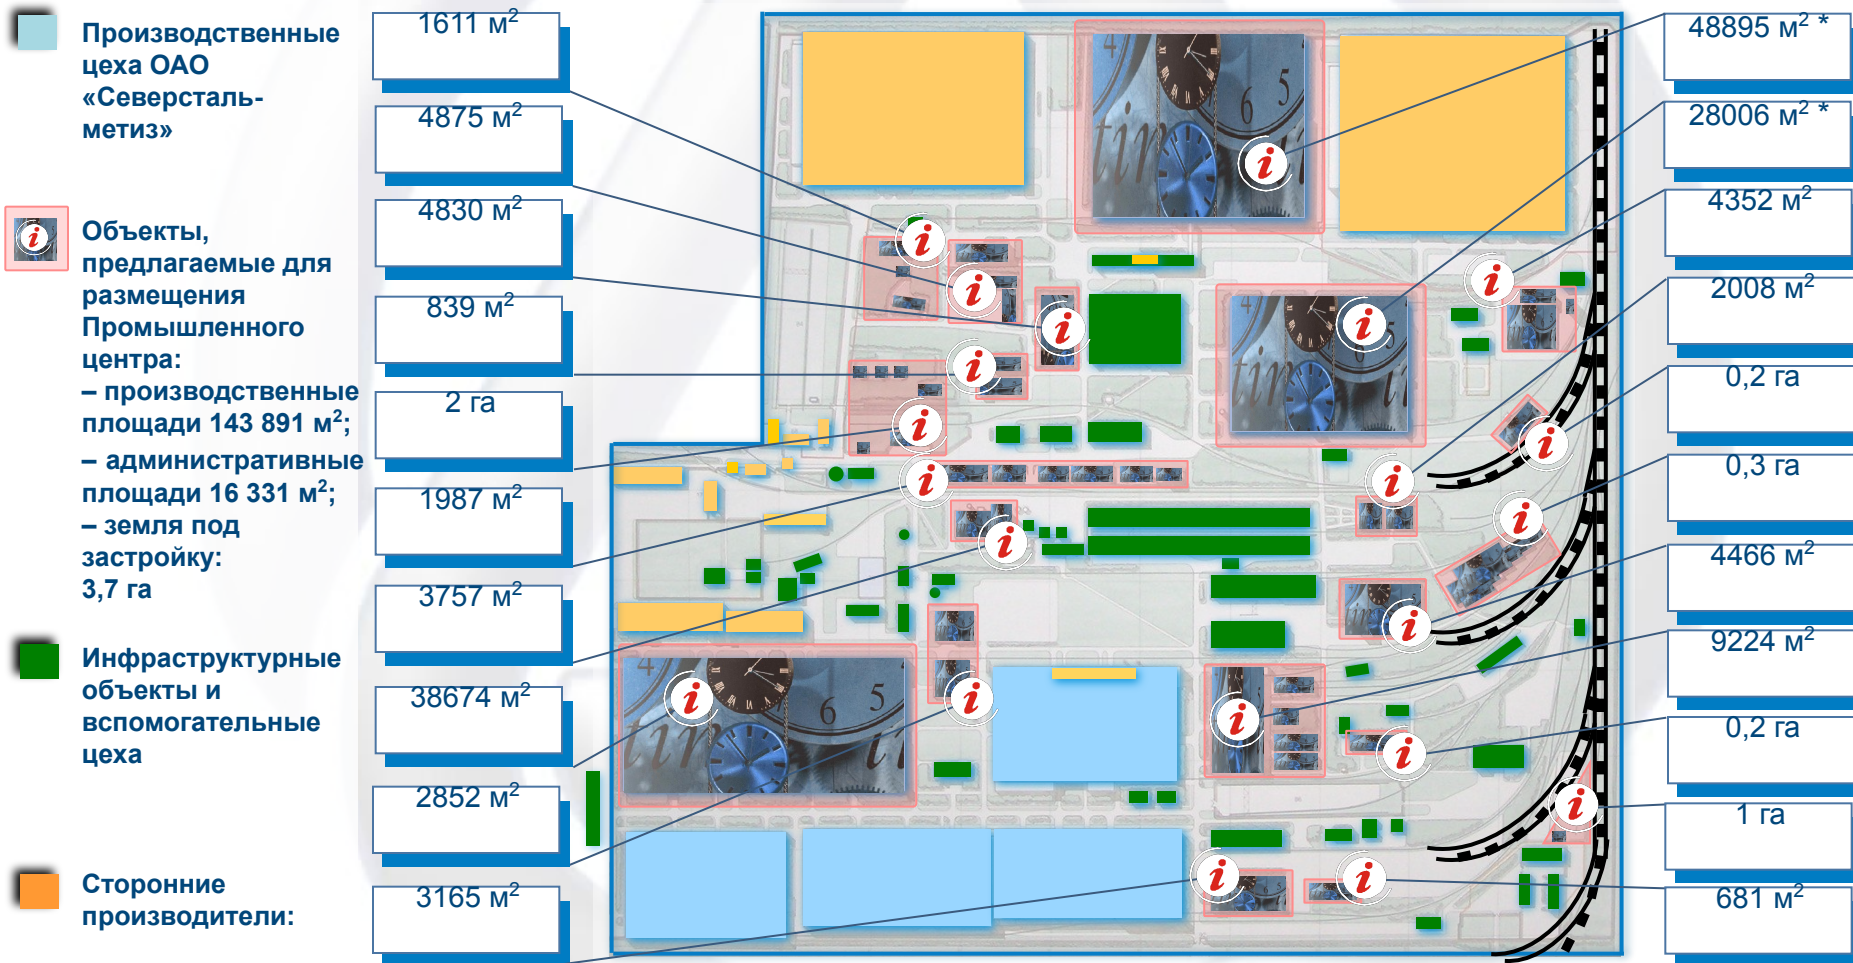 Производственные
цеха ОАО
«Северсталь-
метиз»
Объекты,
предлагаемые для
размещения
Промышленного
центра:
– производственные
площади 143 891 м²;
– административные
площади 16 331 м²;
– земля под
застройку:
3,7 га
Инфраструктурные
объекты и
вспомогательные
цеха
Сторонние
производители:
1611 м²
4875 м²
4830 м²
839 м²
2 га
1987 м²
3757 м²
38674 м²
2852 м²
3165 м²
48895 м² *
28006 м² *
4352 м²
2008 м²
0,2 га
0,3 га
4466 м²
9224 м²
0,2 га
1 га
681 м²